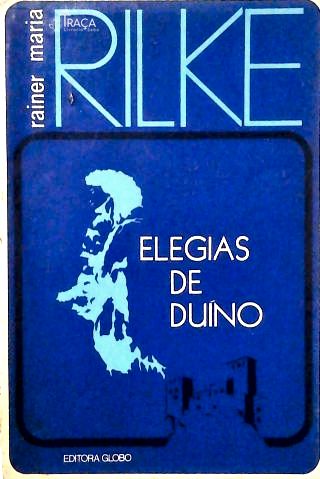 rainer maria
RILKE
TRAÇA
ELEGIAS
DE
DUÍNO
EDITORA GLOBO